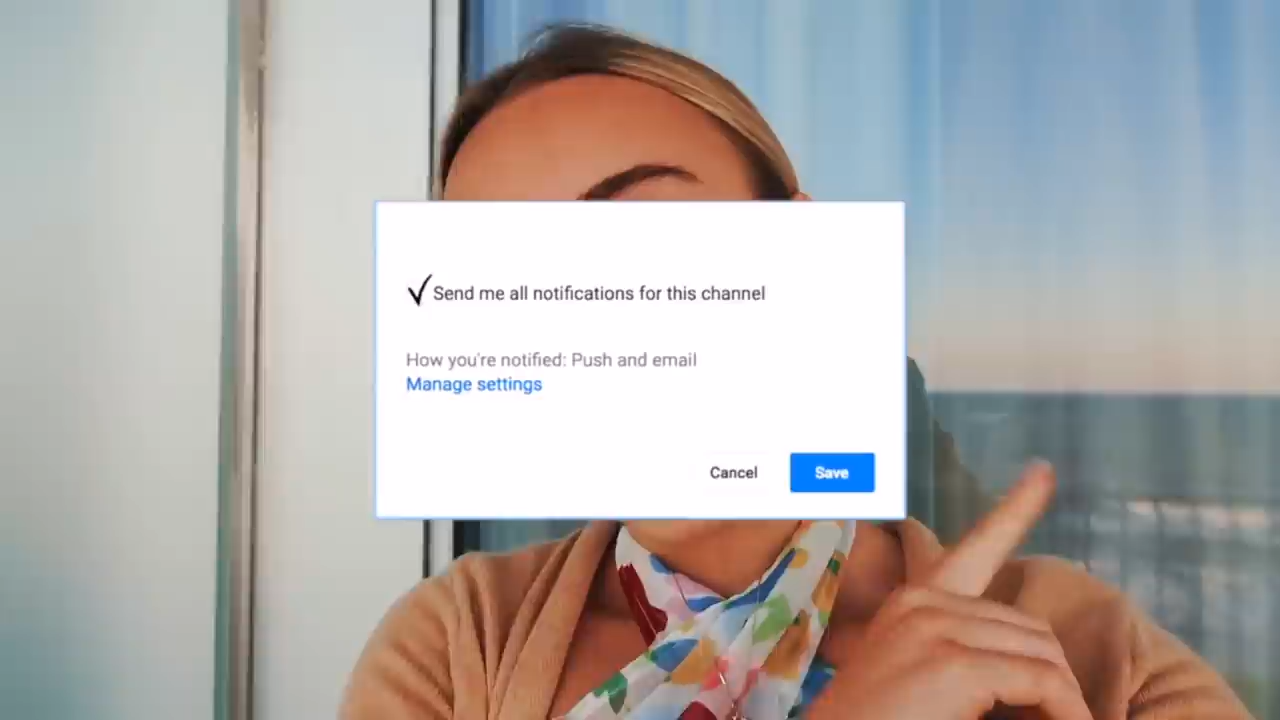 Send me all notifications for this channel
How you're notified: Push and email
Manage settings
Cancel
Save